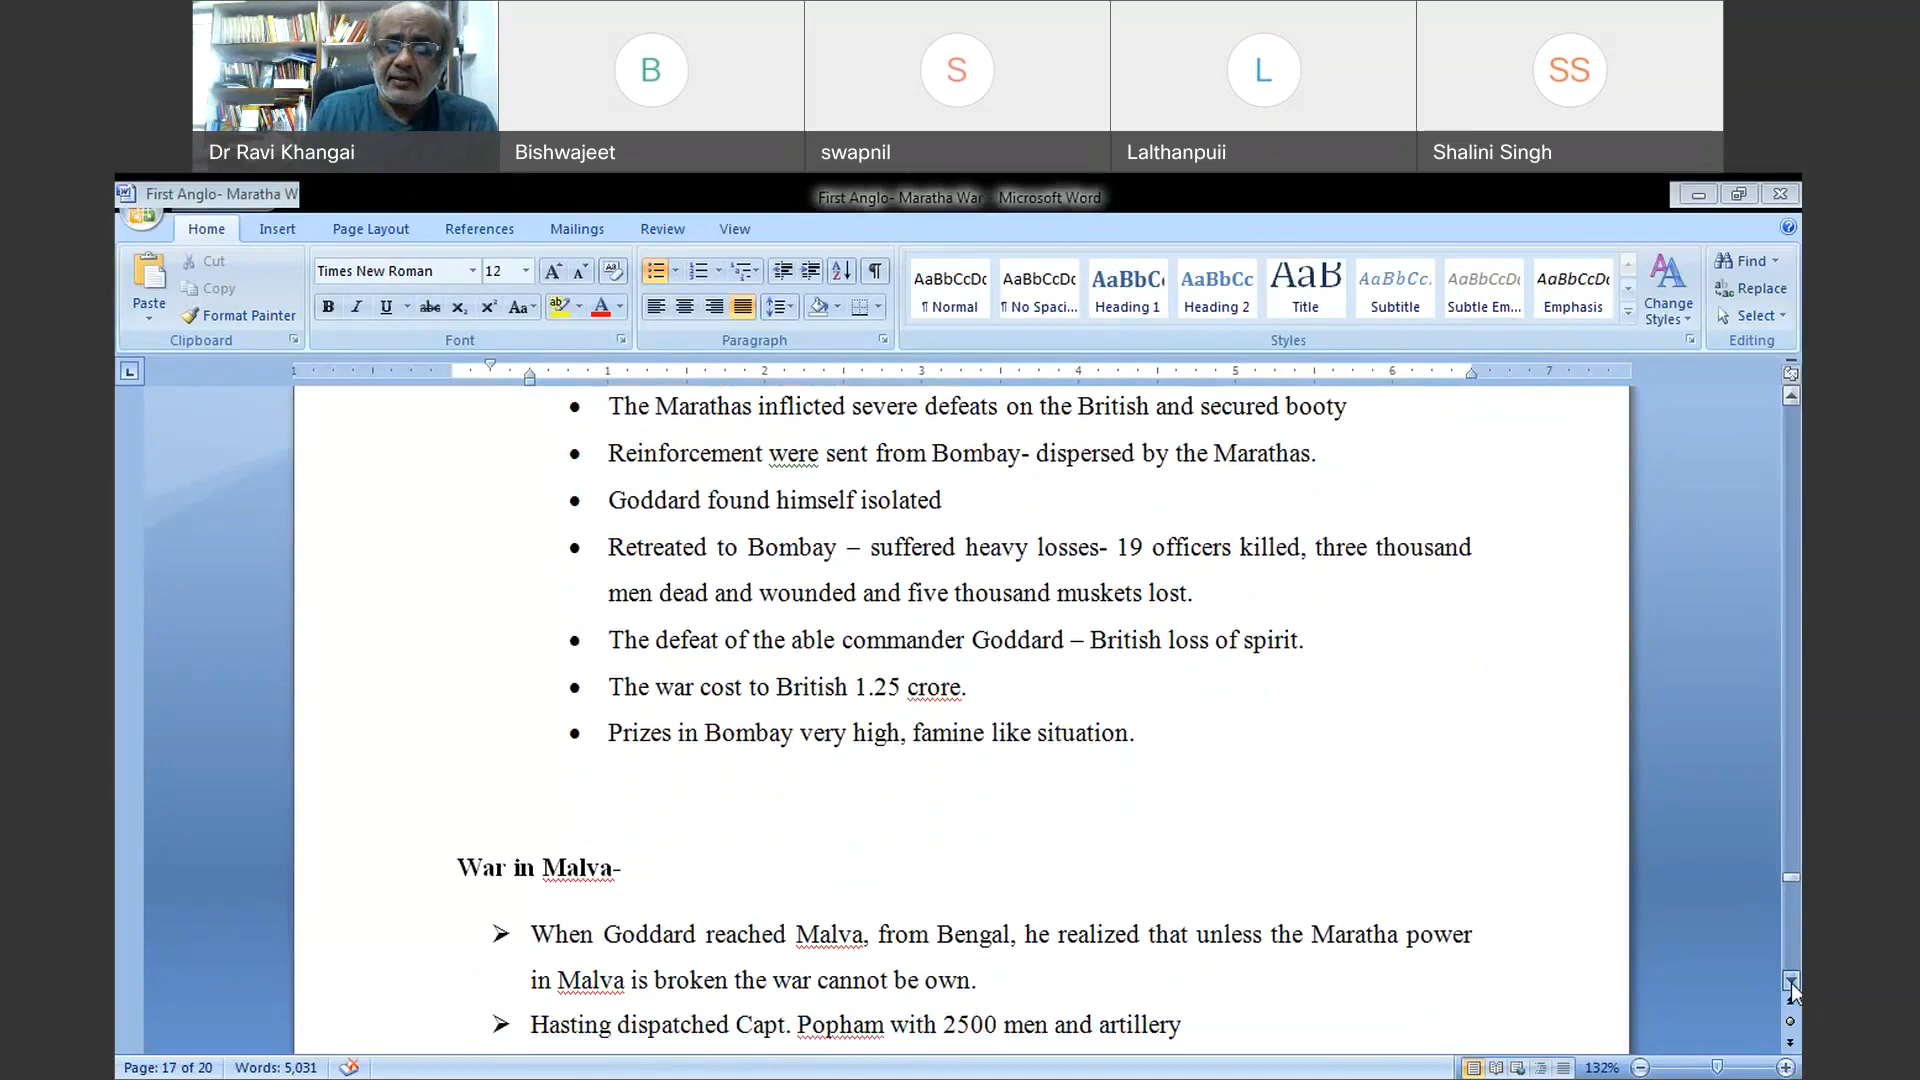 B
S
L
SS
Dr Ravi Khangai
Bishwajeet
swapnil
Lalthanpuii
Shalini Singh
First Anglo- Maratha W
First Anglo- Maratha War - Microsoft Word
Home Insert Page Layout References Mailings Review View
Paste
Cut
Copy
Format Painter
Clipboard
Times New Roman 12
Font
Paragraph
AaBbCcDc AaBbCcDc AaBbC AaBbCc AaB AaBbCc. AaBbCcDc AaBbCcDc
¶ Normal ¶ No Spaci... Heading 1 Heading 2 Title Subtitle Subtle Em... Emphasis
Change Styles
Styles
Find
Replace
Select
Editing
1 1 2 3 4 5 6 7
• The Marathas inflicted severe defeats on the British and secured booty
• Reinforcement were sent from Bombay- dispersed by the Marathas.
• Goddard found himself isolated
• Retreated to Bombay – suffered heavy losses- 19 officers killed, three thousand
men dead and wounded and five thousand muskets lost.
• The defeat of the able commander Goddard – British loss of spirit.
• The war cost to British 1.25 crore.
• Prizes in Bombay very high, famine like situation.
War in Malva-
➢ When Goddard reached Malva, from Bengal, he realized that unless the Maratha power
in Malva is broken the war cannot be own.
➢ Hasting dispatched Capt. Popham with 2500 men and artillery
Page: 17 of 20 Words: 5,031 132%